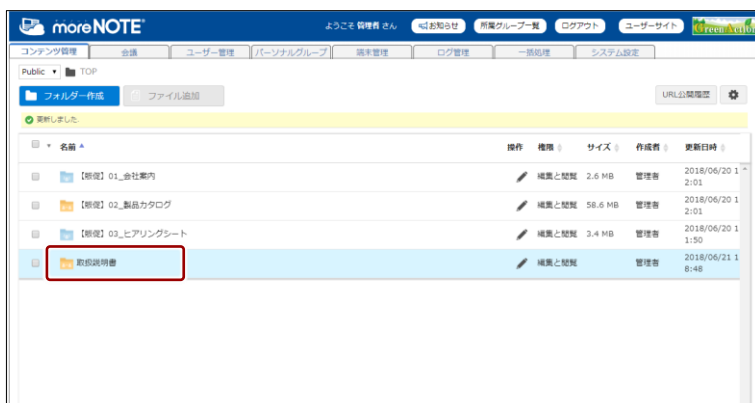 moreNOTE ようこそ 管理者 さん お知らせ 所属グループ一覧 ログアウト ユーザーサイト Green Action
コンテンツ管理 会議 ユーザー管理 パーソナルグループ 端末管理 ログ管理 一括処理 システム設定
Public TOP
フォルダー作成 ファイル追加 URL公開履歴
更新しました.
名前 操作 権限 サイズ 作成者 更新日時
【販促】01_会社案内 編集と閲覧 2.6 MB 管理者 2018/06/20 1
2:01
【販促】02_製品カタログ 編集と閲覧 58.6 MB 管理者 2018/06/20 1
2:01
【販促】03_ヒアリングシート 編集と閲覧 3.4 MB 管理者 2018/06/20 1
1:50
取扱説明書 編集と閲覧 管理者 2018/06/21 1
8:48